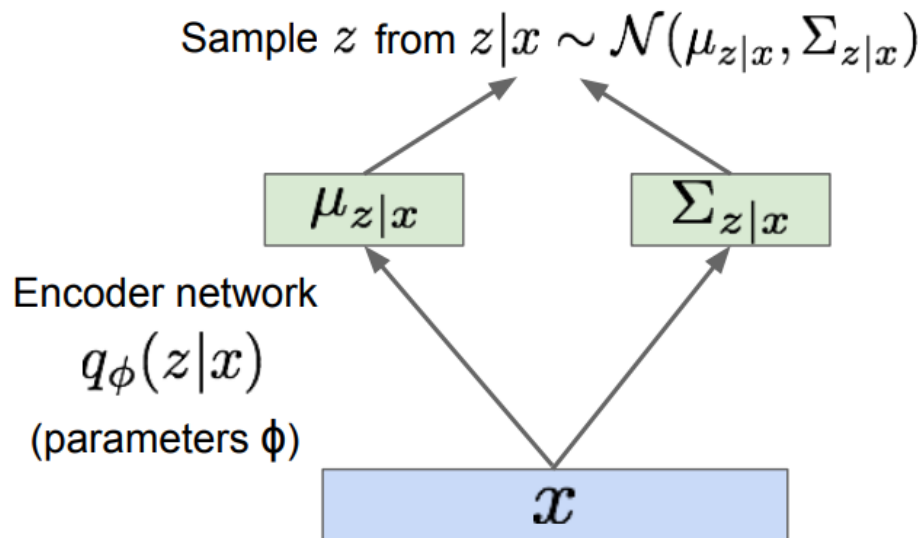 Sample z from z|x ∼ 𝒩(μ_{z|x}, Σ_{z|x})
μ_{z|x}
Σ_{z|x}
Encoder network
q_ϕ(z|x)
(parameters ϕ)
x